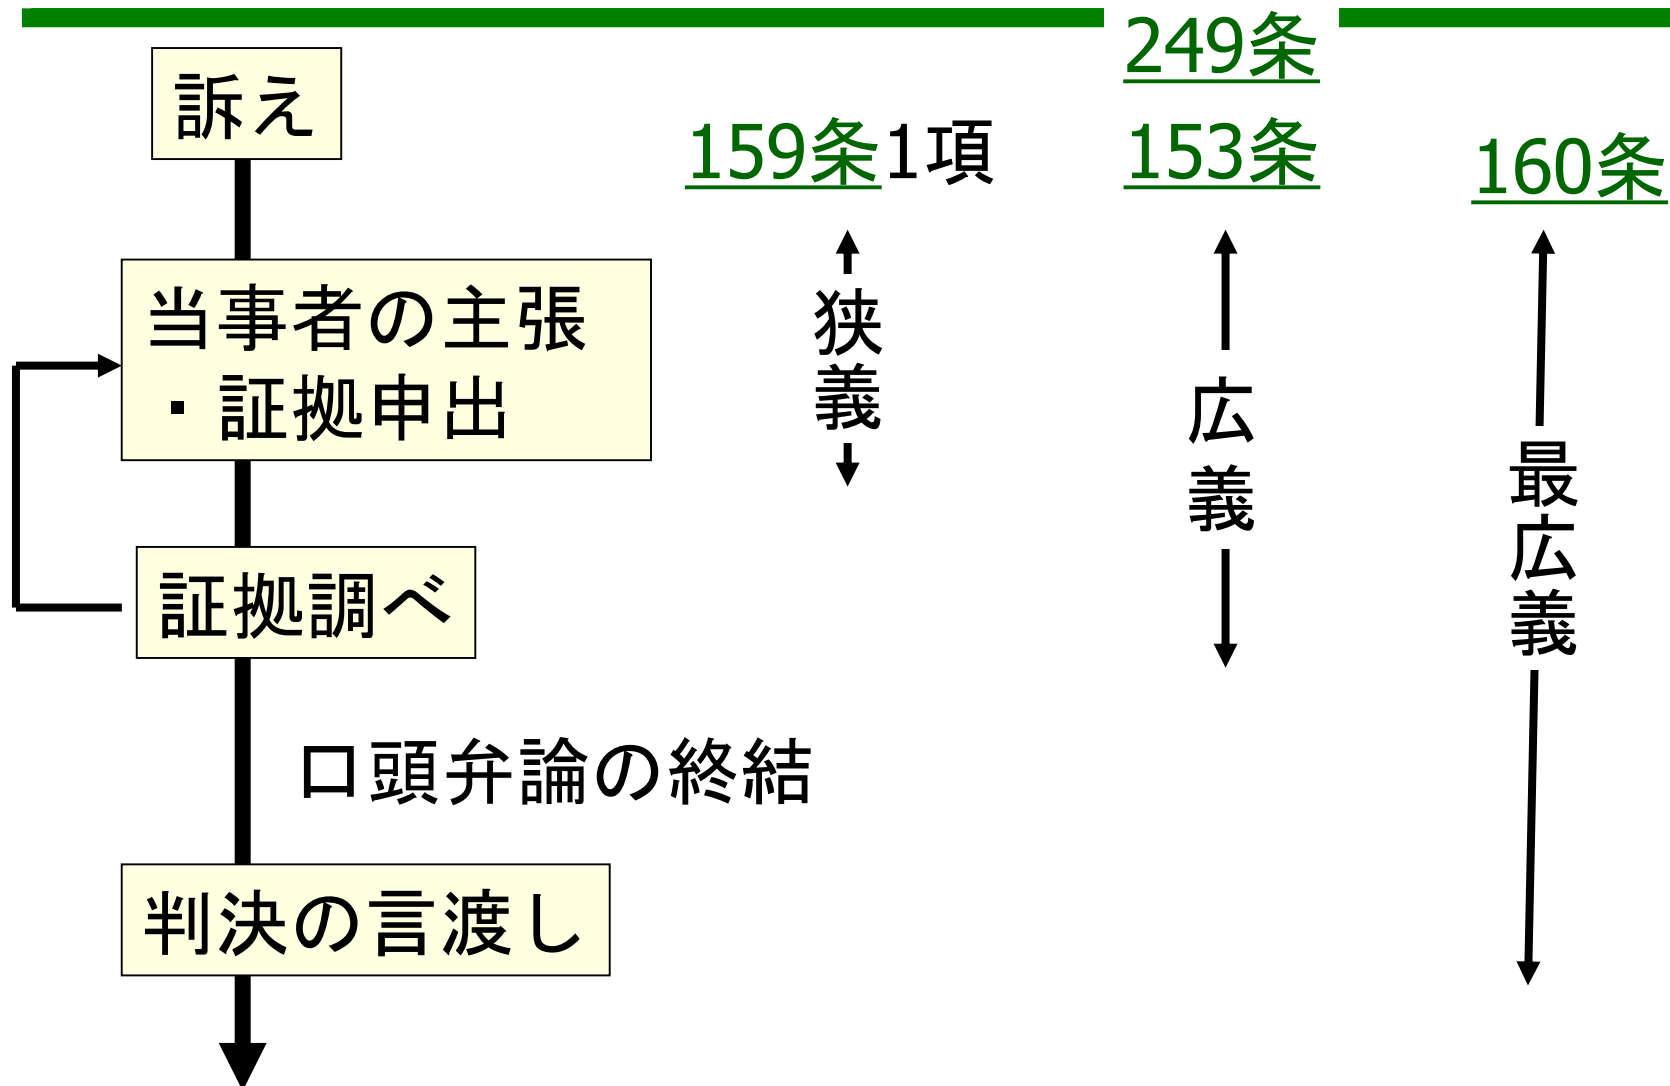 249条
訴え
159条1項
153条
160条
当事者の主張
・証拠申出
狭義
広義
最広義
証拠調べ
口頭弁論の終結
判決の言渡し